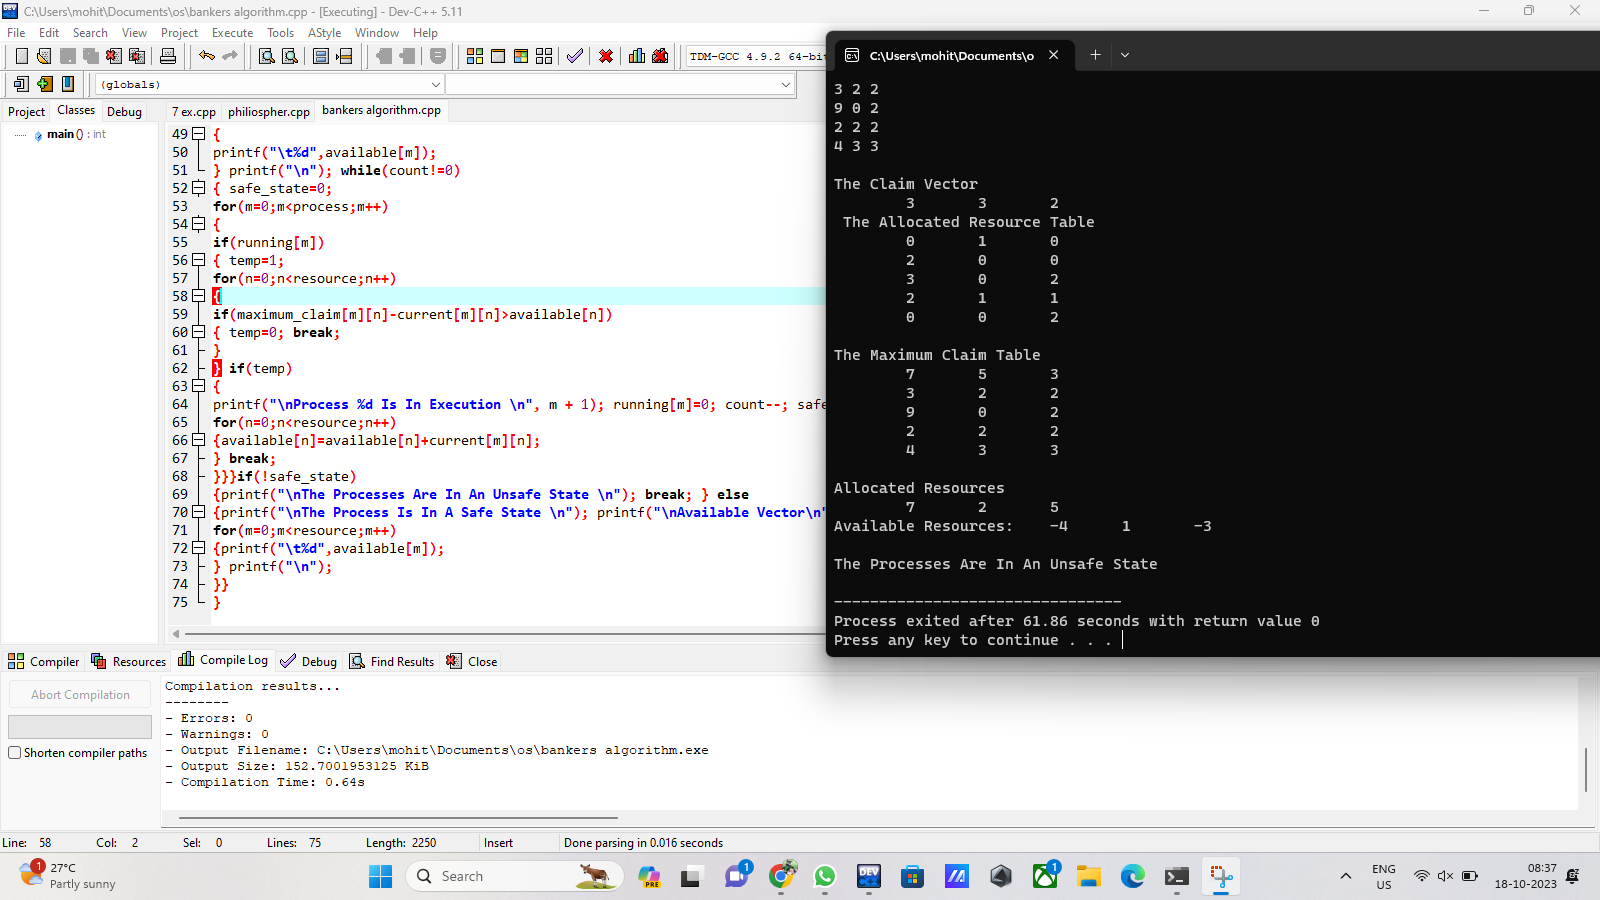 C:\Users\mohit\Documents\os\bankers algorithm.cpp - [Executing] - Dev-C++ 5.11
File Edit Search View Project Execute Tools AStyle Window Help
TDM-GCC 4.9.2 64-bit
(globals)
Project Classes Debug
7 ex.cpp philiospher.cpp bankers algorithm.cpp
main () : int
49 {
50 printf("\t%d",available[m]);
51 } printf("\n"); while(count!=0)
52 { safe_state=0;
53 for(m=0;m<process;m++)
54 {
55 if(running[m])
56 { temp=1;
57 for(n=0;n<resource;n++)
58 {
59 if(maximum_claim[m][n]-current[m][n]>available[n])
60 { temp=0; break;
61 }
62 } if(temp)
63 {
64 printf("\nProcess %d Is In Execution \n", m + 1); running[m]=0; count--; safe
65 for(n=0;n<resource;n++)
66 {available[n]=available[n]+current[m][n];
67 } break;
68 }}}if(!safe_state)
69 {printf("\nThe Processes Are In An Unsafe State \n"); break; } else
70 {printf("\nThe Process Is In A Safe State \n"); printf("\nAvailable Vector\n"
71 for(m=0;m<resource;m++)
72 {printf("\t%d",available[m]);
73 } printf("\n");
74 }}
75 }
C:\Users\mohit\Documents\o
3 2 2
9 0 2
2 2 2
4 3 3
The Claim Vector
3 3 2
The Allocated Resource Table
0 1 0
2 0 0
3 0 2
2 1 1
0 0 2
The Maximum Claim Table
7 5 3
3 2 2
9 0 2
2 2 2
4 3 3
Allocated Resources
7 2 5
Available Resources: -4 1 -3
The Processes Are In An Unsafe State
--------------------------------
Process exited after 61.86 seconds with return value 0
Press any key to continue . . .
Compiler Resources Compile Log Debug Find Results Close
Abort Compilation
Shorten compiler paths
Compilation results...
--------
- Errors: 0
- Warnings: 0
- Output Filename: C:\Users\mohit\Documents\os\bankers algorithm.exe
- Output Size: 152.7001953125 KiB
- Compilation Time: 0.64s
Line: 58 Col: 2 Sel: 0 Lines: 75 Length: 2250 Insert Done parsing in 0.016 seconds
1
27°C
Partly sunny
Search
PRE
1
DEV
1
ENG
US
08:37
18-10-2023